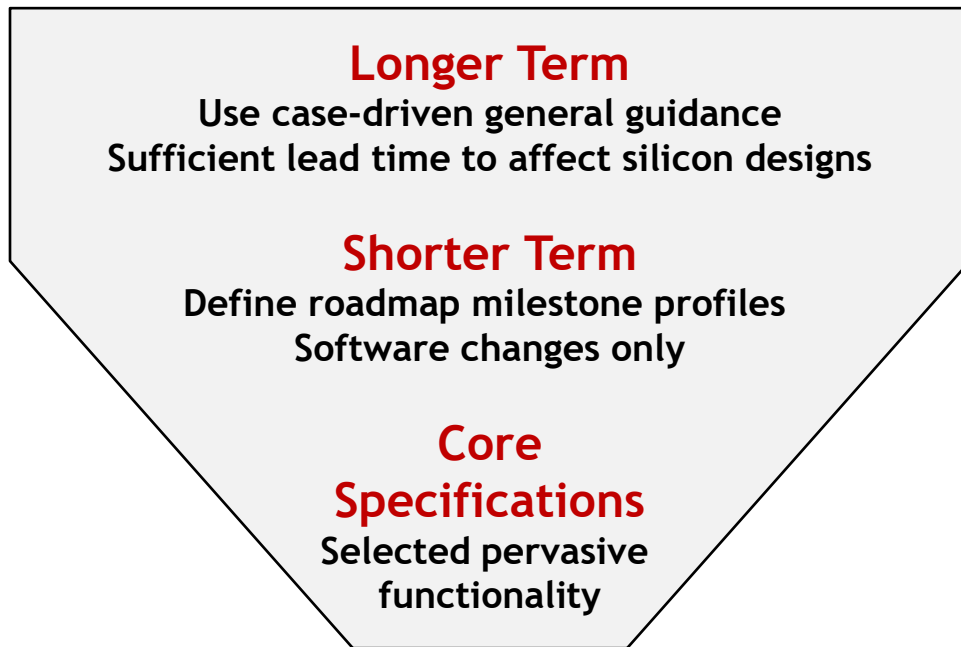 Longer Term
Use case-driven general guidance
Sufficient lead time to affect silicon designs
Shorter Term
Define roadmap milestone profiles
Software changes only
Core
Specifications
Selected pervasive
functionality